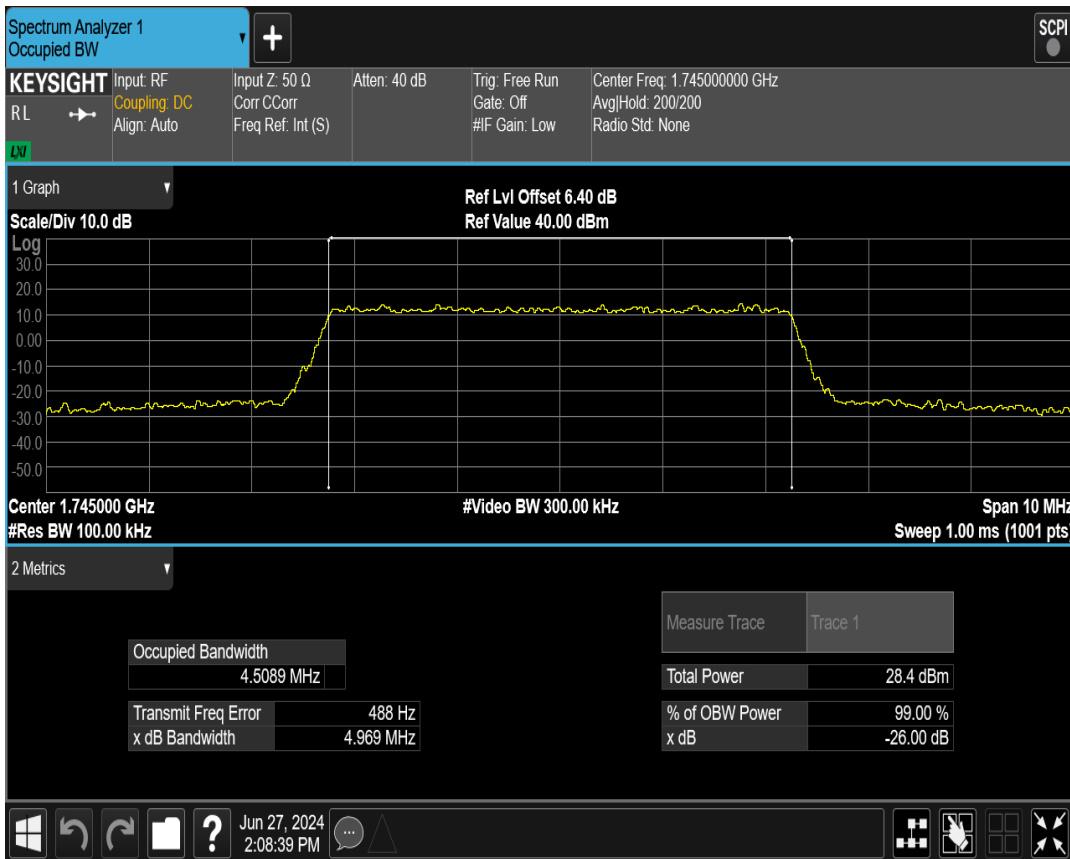 Spectrum Analyzer 1
Occupied BW
+
SCPI
KEYSIGHT
R L
LXI
Input: RF
Coupling: DC
Align: Auto
Input Z: 50 Ω
Corr CCorr
Freq Ref: Int (S)
Atten: 40 dB
Trig: Free Run
Gate: Off
#IF Gain: Low
Center Freq: 1.745000000 GHz
Avg|Hold: 200/200
Radio Std: None
1 Graph
Ref Lvl Offset 6.40 dB
Scale/Div 10.0 dB
Ref Value 40.00 dBm
Log
30.0
20.0
10.0
0.00
-10.0
-20.0
-30.0
-40.0
-50.0
Center 1.745000 GHz
#Video BW 300.00 kHz
Span 10 MHz
#Res BW 100.00 kHz
Sweep 1.00 ms (1001 pts)
2 Metrics
Measure Trace Trace 1
Occupied Bandwidth
4.5089 MHz
Total Power 28.4 dBm
Transmit Freq Error 488 Hz
% of OBW Power 99.00 %
x dB Bandwidth 4.969 MHz
x dB -26.00 dB
?
Jun 27, 2024
2:08:39 PM